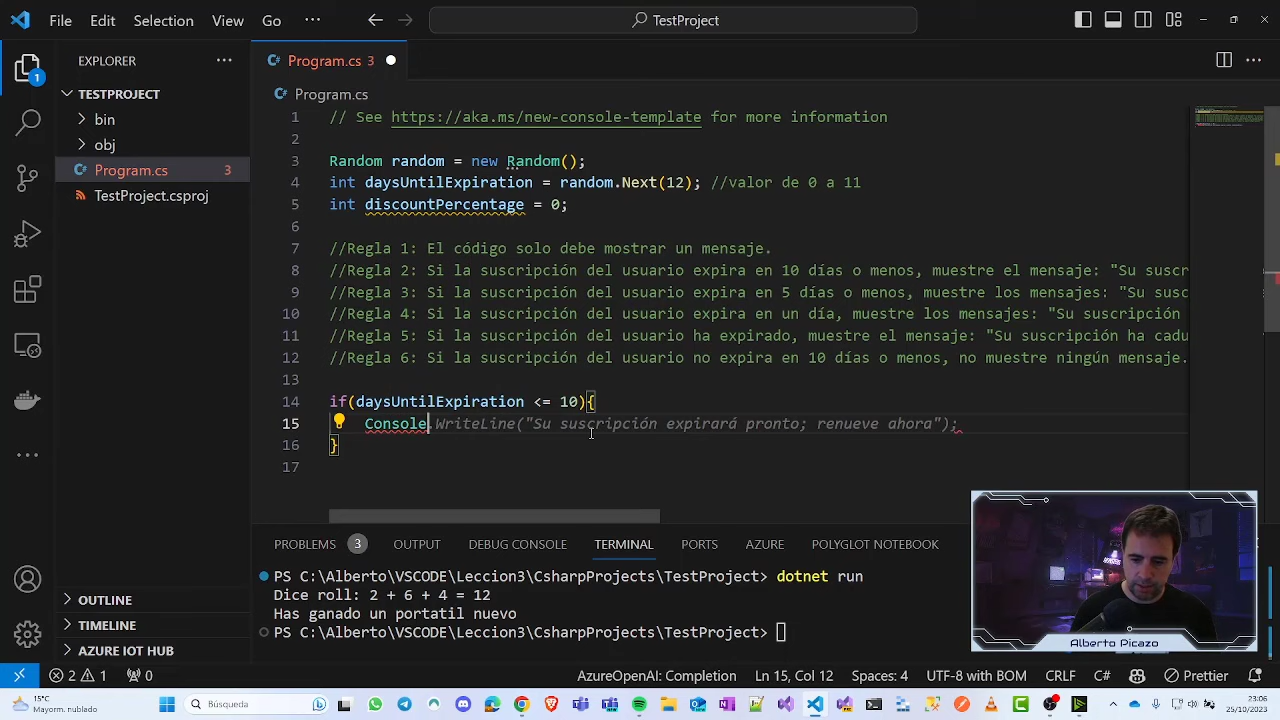 File Edit View Go ··· TestProject
EXPLORER ···
Program.cs 3
TESTPROJECT
Program.cs
bin
obj
Program.cs 3
TestProject.csproj
1 // See https://aka.ms/new-console-template for more information
2
3 Random random = new Random();
4 int daysUntilExpiration = random.Next(12); //valor de 0 a 11
5 int discountPercentage = 0;
6
7 //Regla 1: El código solo debe mostrar un mensaje.
8 //Regla 2: Si la suscripción del usuario expira en 10 días o menos, muestre el mensaje: "Su suscr
9 //Regla 3: Si la suscripción del usuario expira en 5 días o menos, muestre los mensajes: "Su susc
10 //Regla 4: Si la suscripción del usuario expira en un día, muestre los mensajes: "Su suscripción
11 //Regla 5: Si la suscripción del usuario ha expirado, muestre el mensaje: "Su suscripción ha cadu
12 //Regla 6: Si la suscripción del usuario no expira en 10 días o menos, no muestre ningún mensaje.
13
14 if(daysUntilExpiration <= 10){
15 Console.WriteLine("Su suscripción expirará pronto; renueve ahora");
16 }
17
1
OUTLINE
TIMELINE
AZURE IOT HUB
PROBLEMS 3 OUTPUT DEBUG CONSOLE TERMINAL PORTS AZURE POLYGLOT NOTEBOOK
PS C:\Alberto\VSCODE\Leccion3\CsharpProjects\TestProject> dotnet run
Dice roll: 2 + 6 + 4 = 12
Has ganado un portatil nuevo
PS C:\Alberto\VSCODE\Leccion3\CsharpProjects\TestProject>
Alberto Picazo
2 1 0 AzureOpenAI: Completion Ln 15, Col 12 Spaces: 4 UTF-8 with BOM CRLF C# Prettier
15°C
Mayorm. nublado
Búsqueda
23:06
25/10/2023